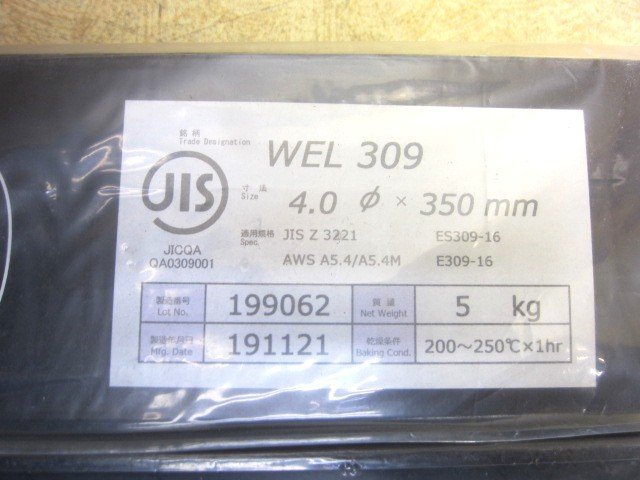 銘柄
Trade Designation
WEL 309
JIS
寸法
Size
4.0 φ × 350 mm
JICQA
QA0309001
適用規格
Spec.
JIS Z 3221 ES309-16
AWS A5.4/A5.4M E309-16
製造番号
Lot No.
199062
質量
Net Weight
5 kg
製造年月日
Mfg. Date
191121
乾燥条件
Baking Cond.
200～250℃×1hr